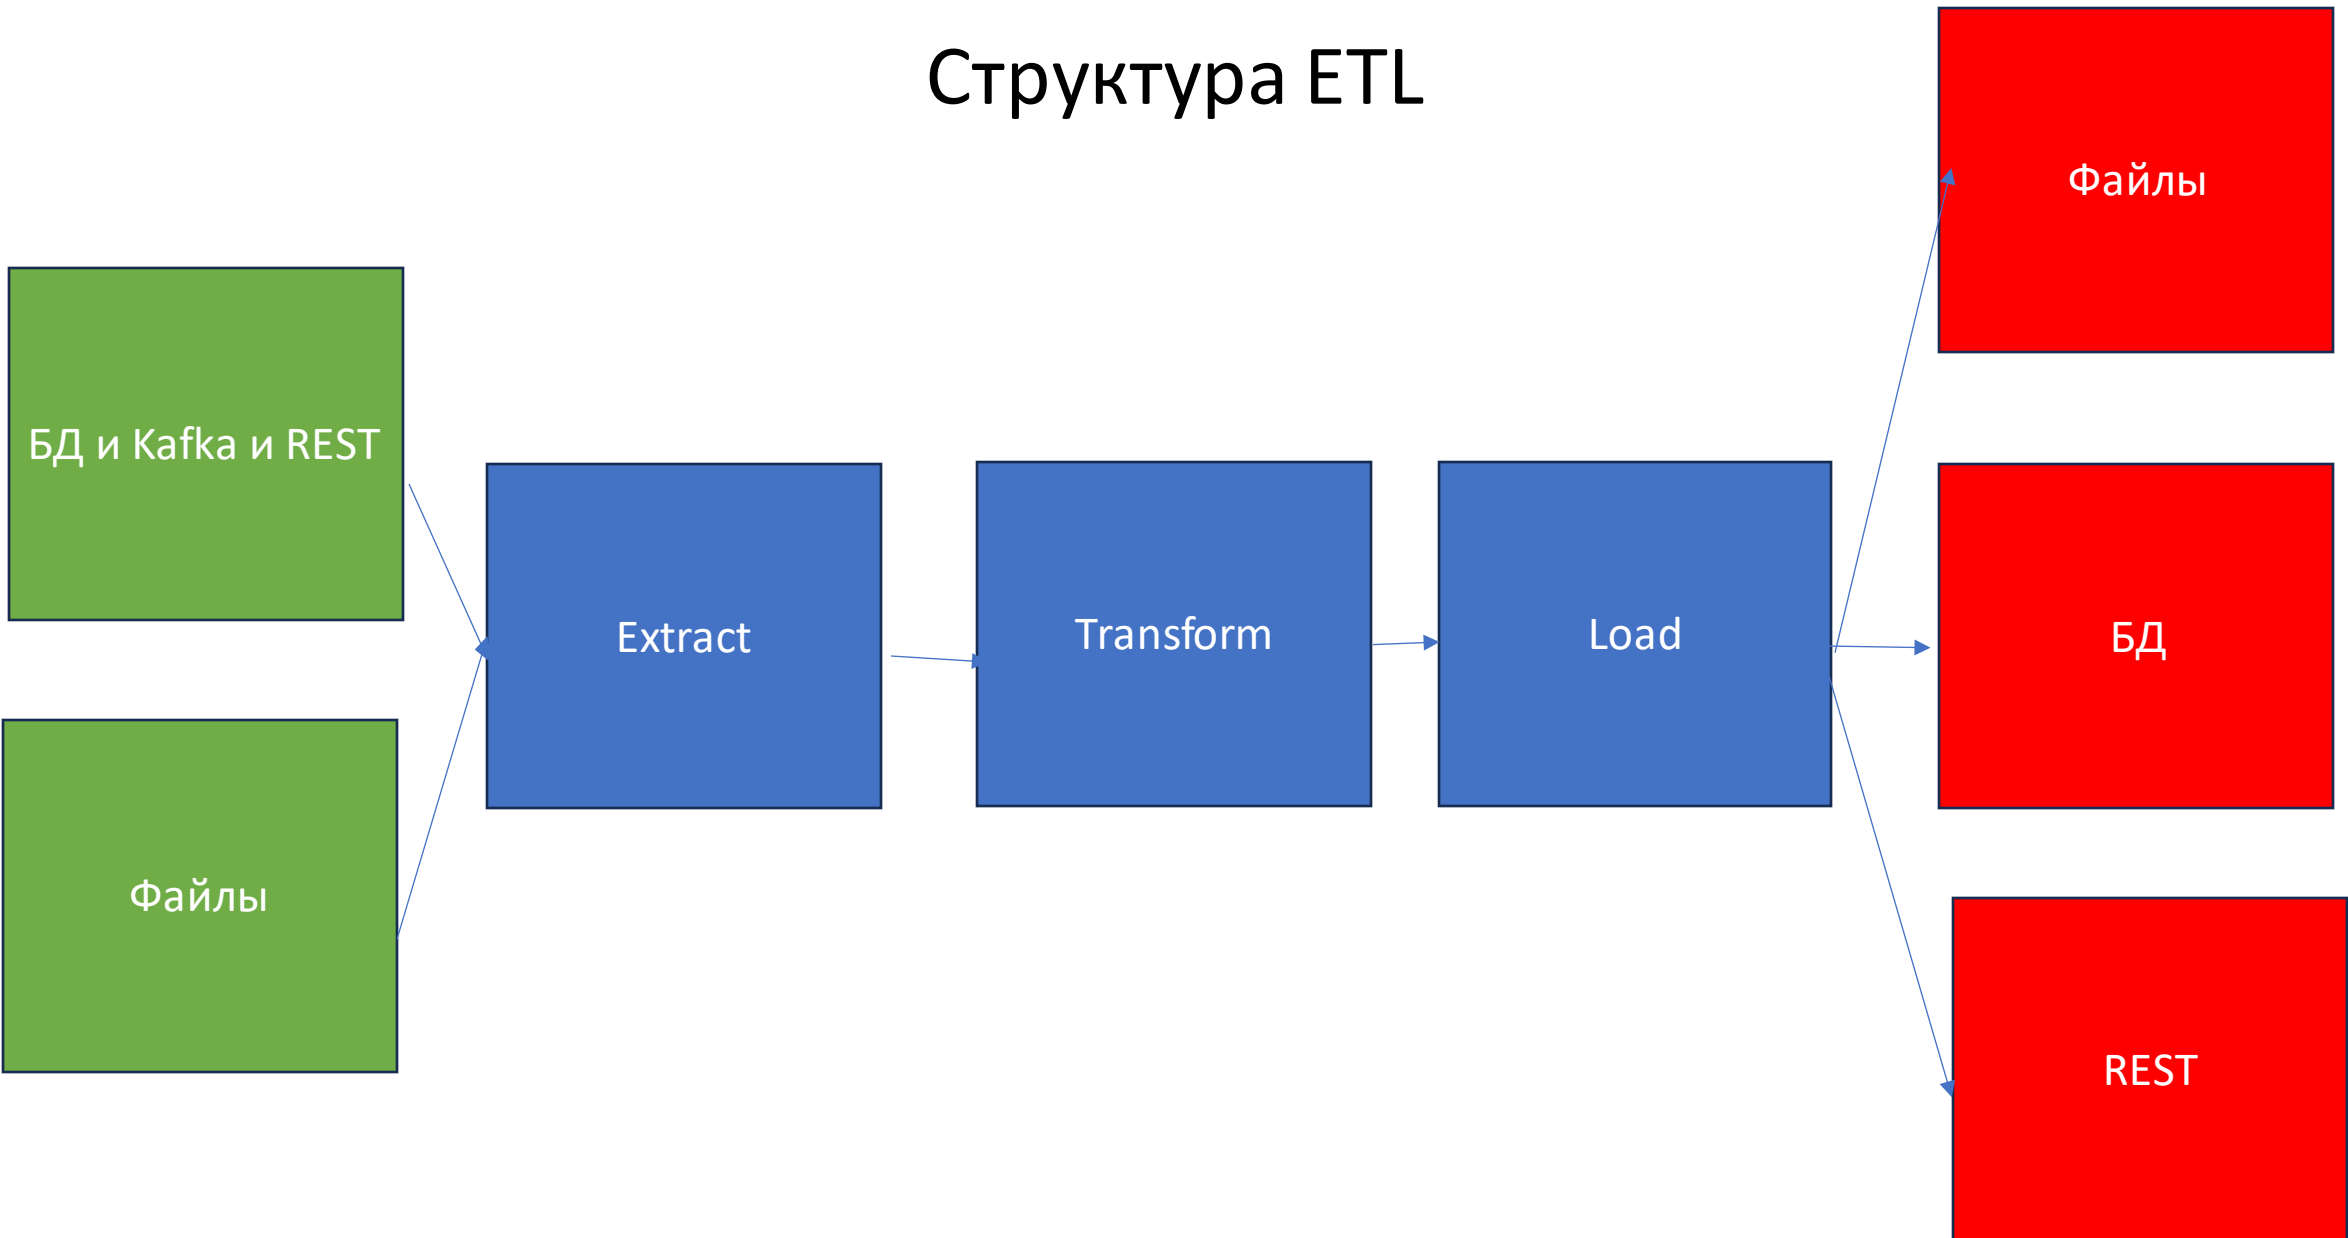 Структура ETL
БД и Kafka и REST
Файлы
Extract
Transform
Load
Файлы
БД
REST